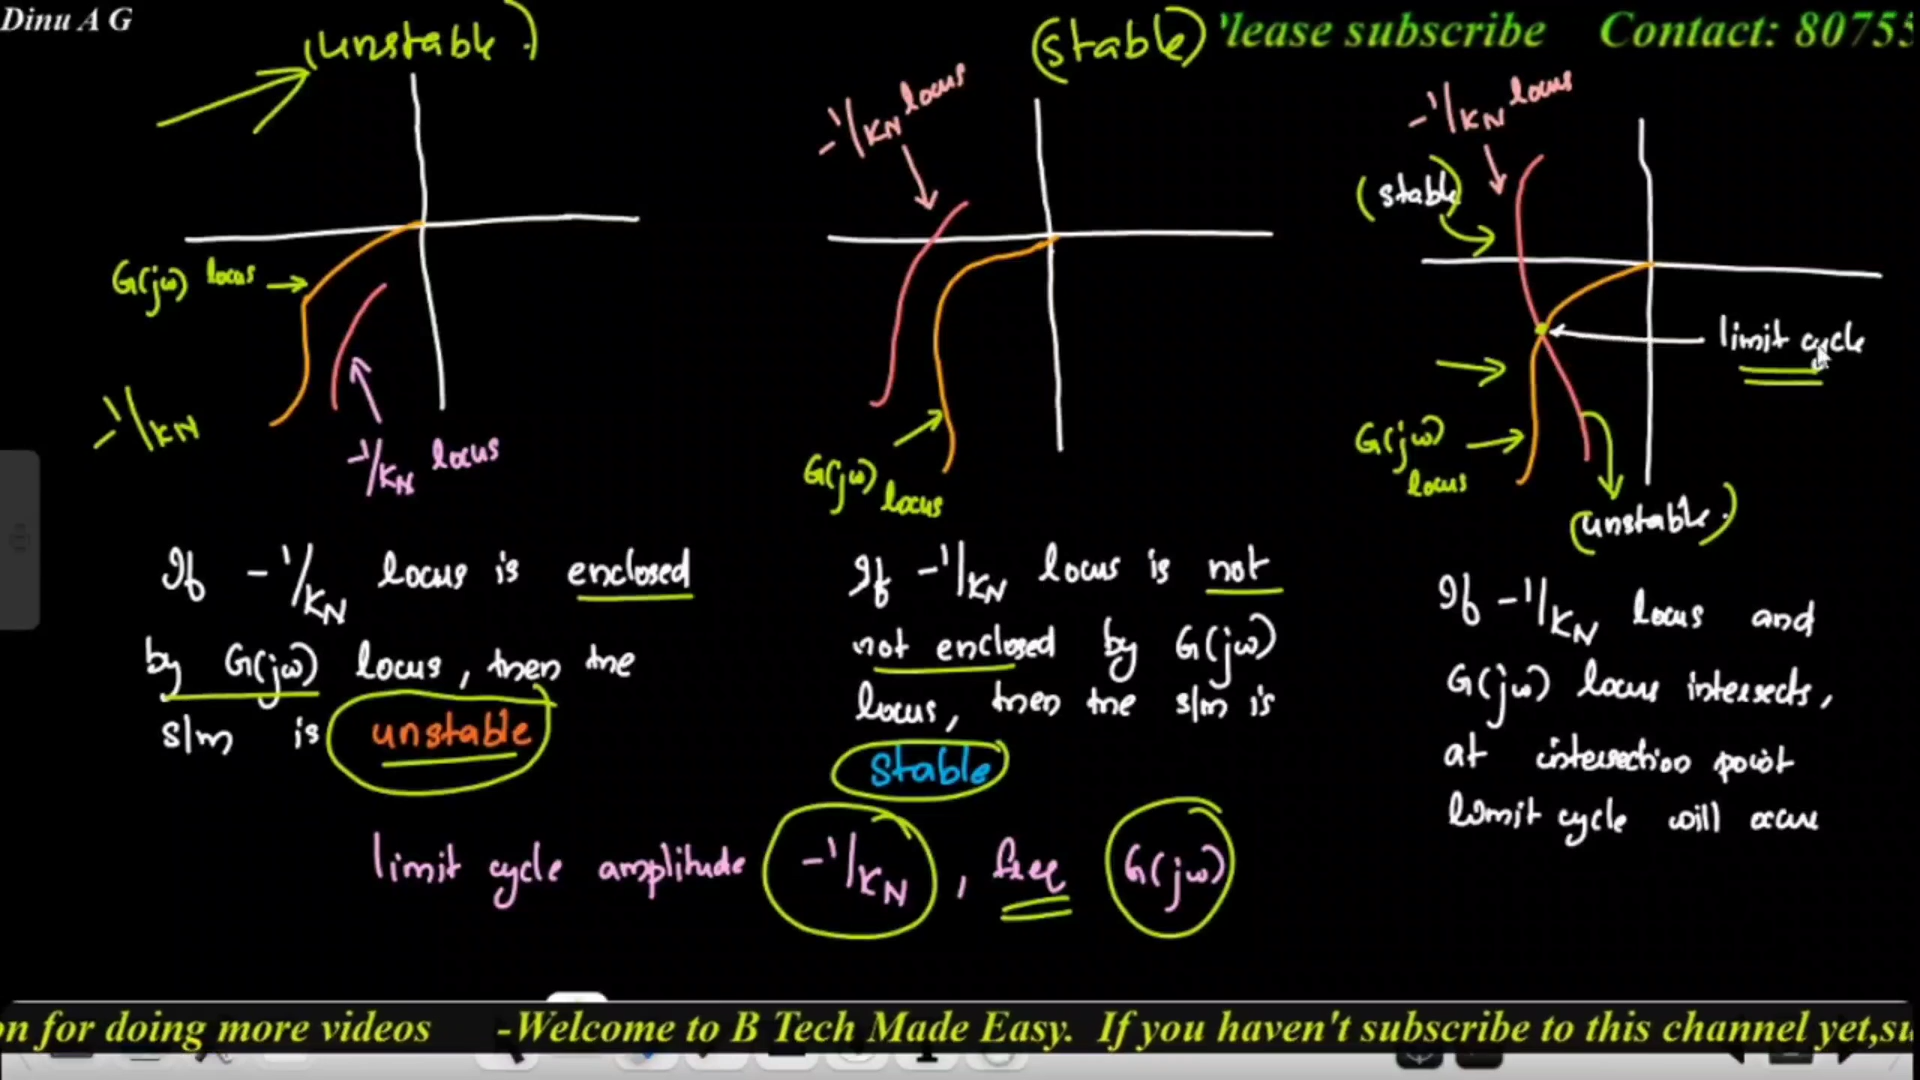 Dinu A G
(unstable.)
(stable)
'lease subscribe Contact: 80755
-1/KN locus
-1/KN locus
(stable)
G(jω) locus
limit cycle
-1/KN
-1/KN locus
G(jω) locus
G(jω) locus
(unstable.)
If -1/KN locus is enclosed
by G(jω) locus, then the
s/m is unstable
If -1/KN locus is not
not enclosed by G(jω)
locus, then the s/m is
stable
If -1/KN locus and
G(jω) locus intersects,
at intersection point
limit cycle will occur
limit cycle amplitude -1/KN, freq G(jω)
on for doing more videos -Welcome to B Tech Made Easy. If you haven't subscribe to this channel yet,su